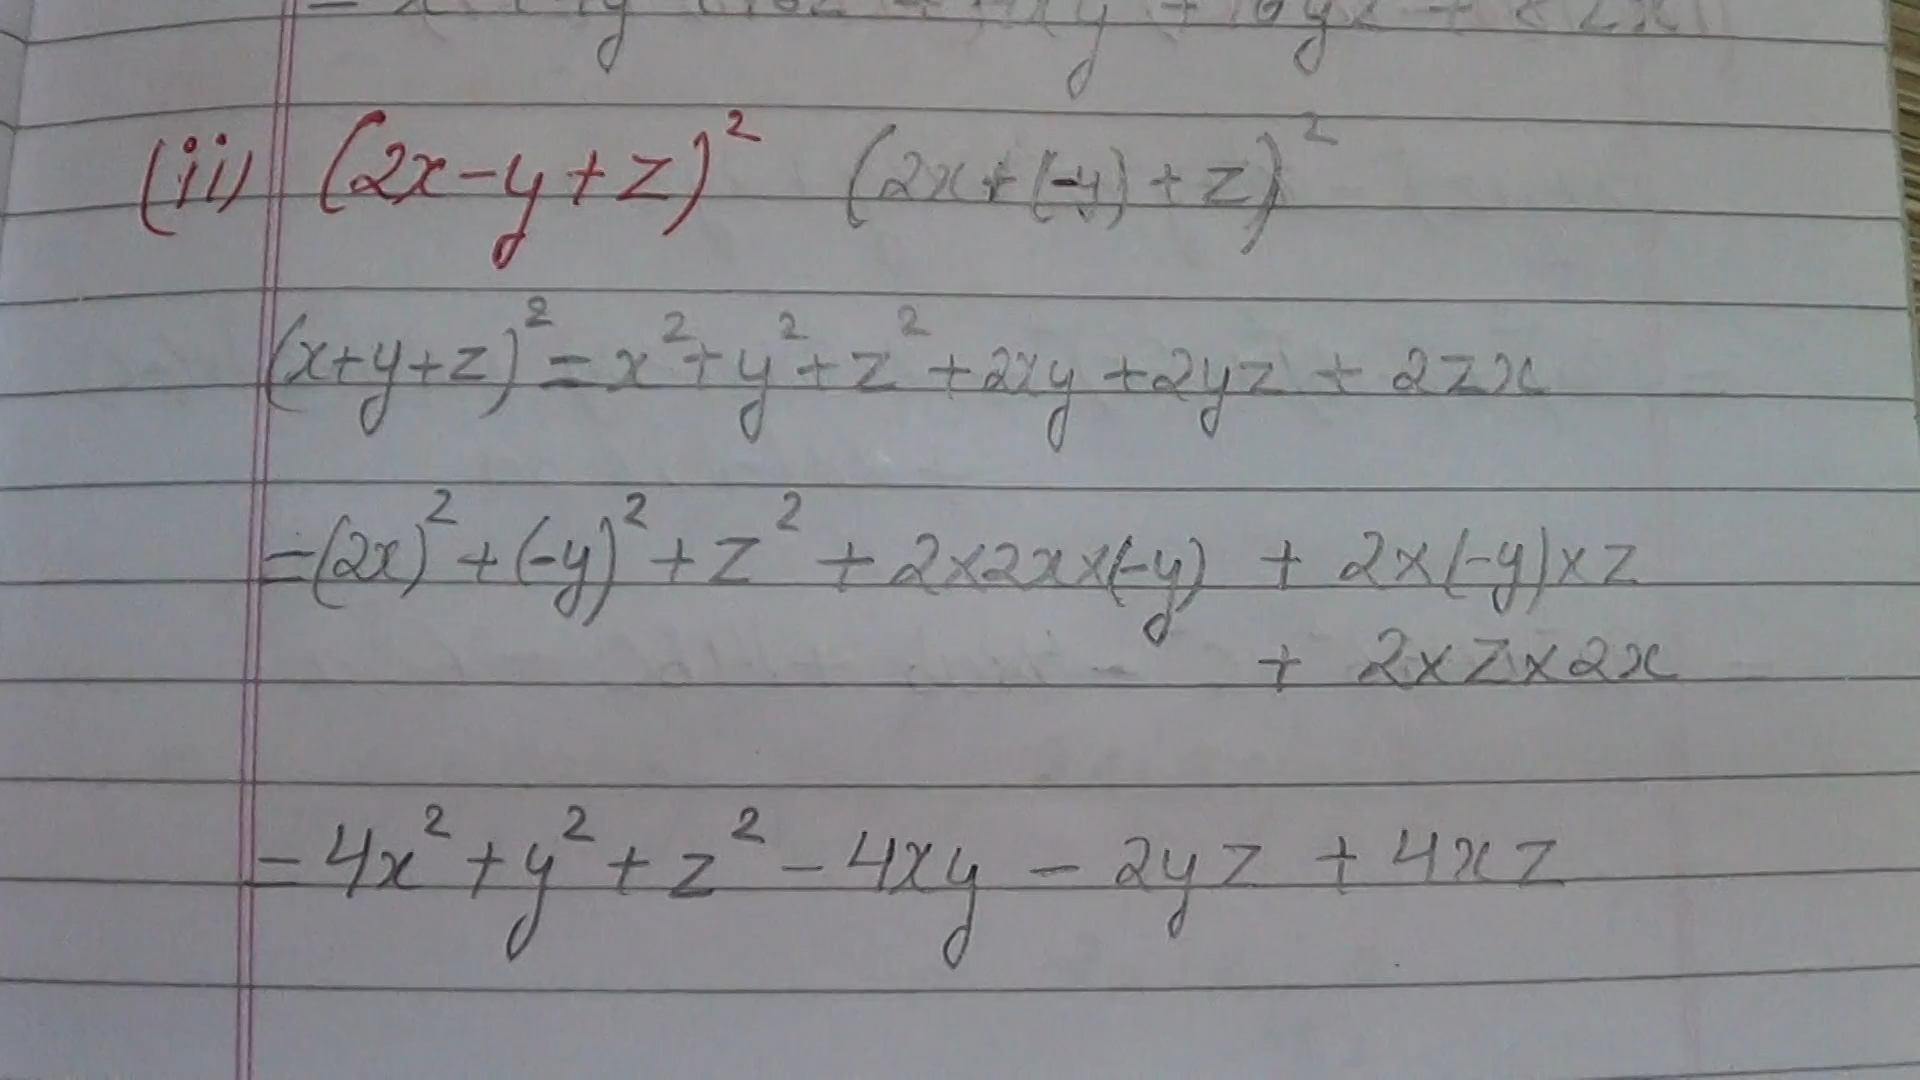 (ii) (2x-y+z)² (2x+(-y)+z)²
(x+y+z)² = x²+y²+z²+2xy+2yz+2zx
=(2x)²+(-y)²+z²+2×2x×(-y) + 2×(-y)×z
+ 2×z×2x
= 4x²+y²+z²-4xy-2yz+4xz